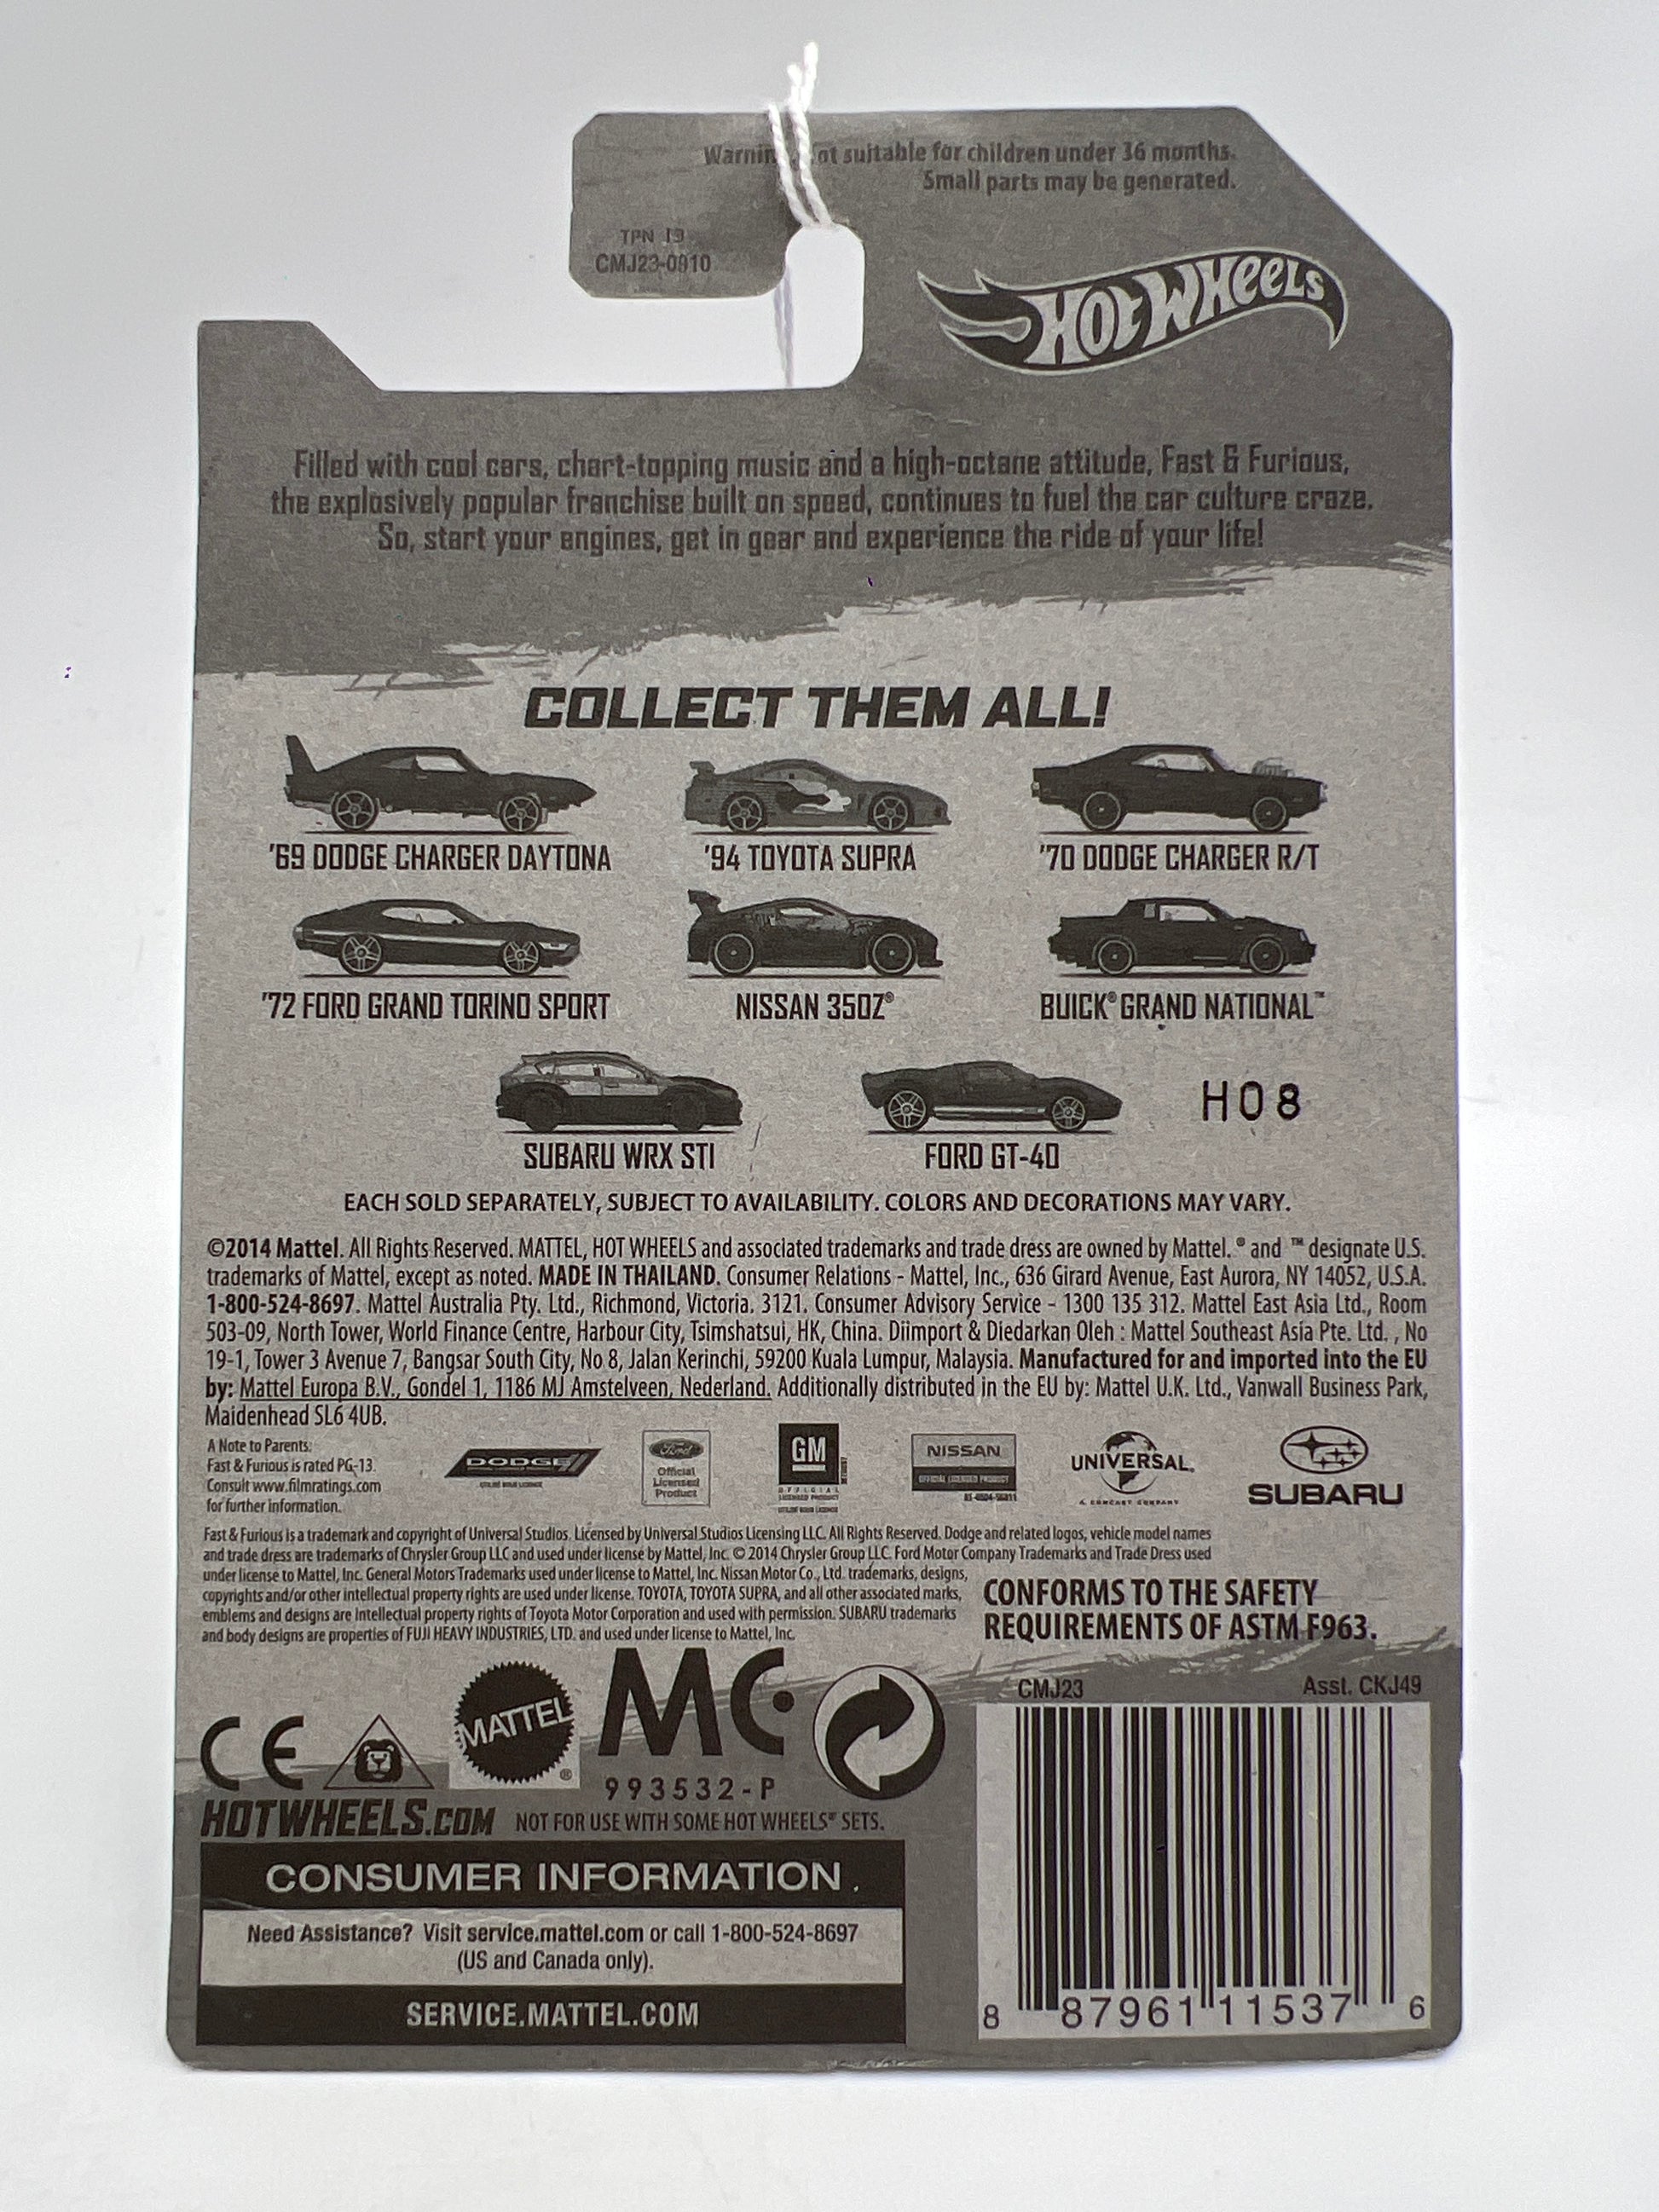 Warnin ot suitable for children under 36 months.
Small parts may be generated.
TPN 19
CMJ23-0910
HOT WHEELS
Filled with cool cars, chart-topping music and a high-octane attitude, Fast & Furious,
the explosively popular franchise built on speed, continues to fuel the car culture craze.
So, start your engines, get in gear and experience the ride of your life!
COLLECT THEM ALL!
'69 DODGE CHARGER DAYTONA
'94 TOYOTA SUPRA
'70 DODGE CHARGER R/T
'72 FORD GRAND TORINO SPORT
NISSAN 350Z®
BUICK® GRAND NATIONAL™
SUBARU WRX STI
FORD GT-40
H08
EACH SOLD SEPARATELY, SUBJECT TO AVAILABILITY. COLORS AND DECORATIONS MAY VARY.
©2014 Mattel. All Rights Reserved. MATTEL, HOT WHEELS and associated trademarks and trade dress are owned by Mattel. ® and ™ designate U.S.
trademarks of Mattel, except as noted. MADE IN THAILAND. Consumer Relations - Mattel, Inc., 636 Girard Avenue, East Aurora, NY 14052, U.S.A.
1-800-524-8697. Mattel Australia Pty. Ltd., Richmond, Victoria. 3121. Consumer Advisory Service - 1300 135 312. Mattel East Asia Ltd., Room
503-09, North Tower, World Finance Centre, Harbour City, Tsimshatsui, HK, China. Diimport & Diedarkan Oleh : Mattel Southeast Asia Pte. Ltd. , No
19-1, Tower 3 Avenue 7, Bangsar South City, No 8, Jalan Kerinchi, 59200 Kuala Lumpur, Malaysia. Manufactured for and imported into the EU
by: Mattel Europa B.V., Gondel 1, 1186 MJ Amstelveen, Nederland. Additionally distributed in the EU by: Mattel U.K. Ltd., Vanwall Business Park,
Maidenhead SL6 4UB.
A Note to Parents:
Fast & Furious is rated PG-13.
Consult www.filmratings.com
for further information.
DODGE
Ford
Official
Licensed
Product
GM
OFFICIAL
LICENSED PRODUCT
NISSAN
OFFICIAL LICENSED PRODUCT
UNIVERSAL
A COMCAST COMPANY
SUBARU
Fast & Furious is a trademark and copyright of Universal Studios. Licensed by Universal Studios Licensing LLC. All Rights Reserved. Dodge and related logos, vehicle model names
and trade dress are trademarks of Chrysler Group LLC and used under license by Mattel, Inc. © 2014 Chrysler Group LLC. Ford Motor Company Trademarks and Trade Dress used
under license to Mattel, Inc. General Motors Trademarks used under license to Mattel, Inc. Nissan Motor Co., Ltd. trademarks, designs,
copyrights and/or other intellectual property rights are used under license. TOYOTA, TOYOTA SUPRA, and all other associated marks,
emblems and designs are intellectual property rights of Toyota Motor Corporation and used with permission. SUBARU trademarks
and body designs are properties of FUJI HEAVY INDUSTRIES, LTD. and used under license to Mattel, Inc.
CONFORMS TO THE SAFETY
REQUIREMENTS OF ASTM F963.
CE
MATTEL
®
MC
993532-P
HOTWHEELS.COM
NOT FOR USE WITH SOME HOT WHEELS® SETS.
CMJ23
Asst. CKJ49
CONSUMER INFORMATION
Need Assistance? Visit service.mattel.com or call 1-800-524-8697
(US and Canada only).
SERVICE.MATTEL.COM
8 87961 11537 6